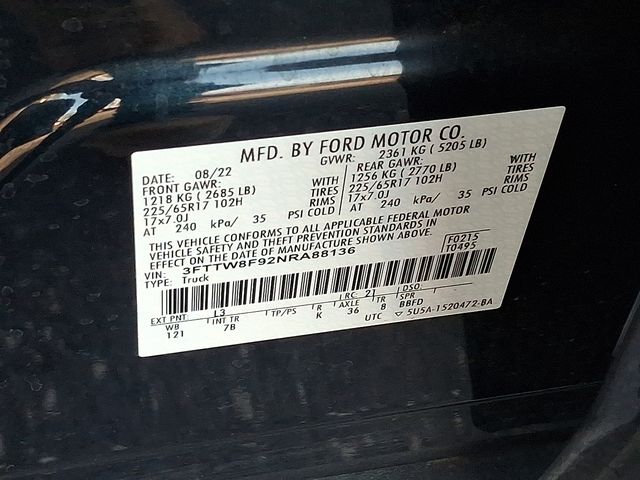 MFD. BY FORD MOTOR CO.
DATE: 08/22 GVWR: 2361 KG ( 5205 LB)
FRONT GAWR: WITH REAR GAWR: WITH
1218 KG ( 2685 LB) TIRES 1256 KG ( 2770 LB) TIRES
225/65R17 102H RIMS 225/65R17 102H RIMS
17x7.0J 17x7.0J
AT 240 kPa/ 35 PSI COLD AT 240 kPa/ 35 PSI COLD
THIS VEHICLE CONFORMS TO ALL APPLICABLE FEDERAL MOTOR
VEHICLE SAFETY AND THEFT PREVENTION STANDARDS IN
EFFECT ON THE DATE OF MANUFACTURE SHOWN ABOVE.
VIN: 3FTTW8F92NRA88136 F0215
TYPE: Truck T0495
EXT PNT: L3 RC: 2 DSO:
WB INT TR TP/PS R AXLE TR SPR
121 7B K 36 8 BBFD
UTC ▽ 5U5A-1520472-BA